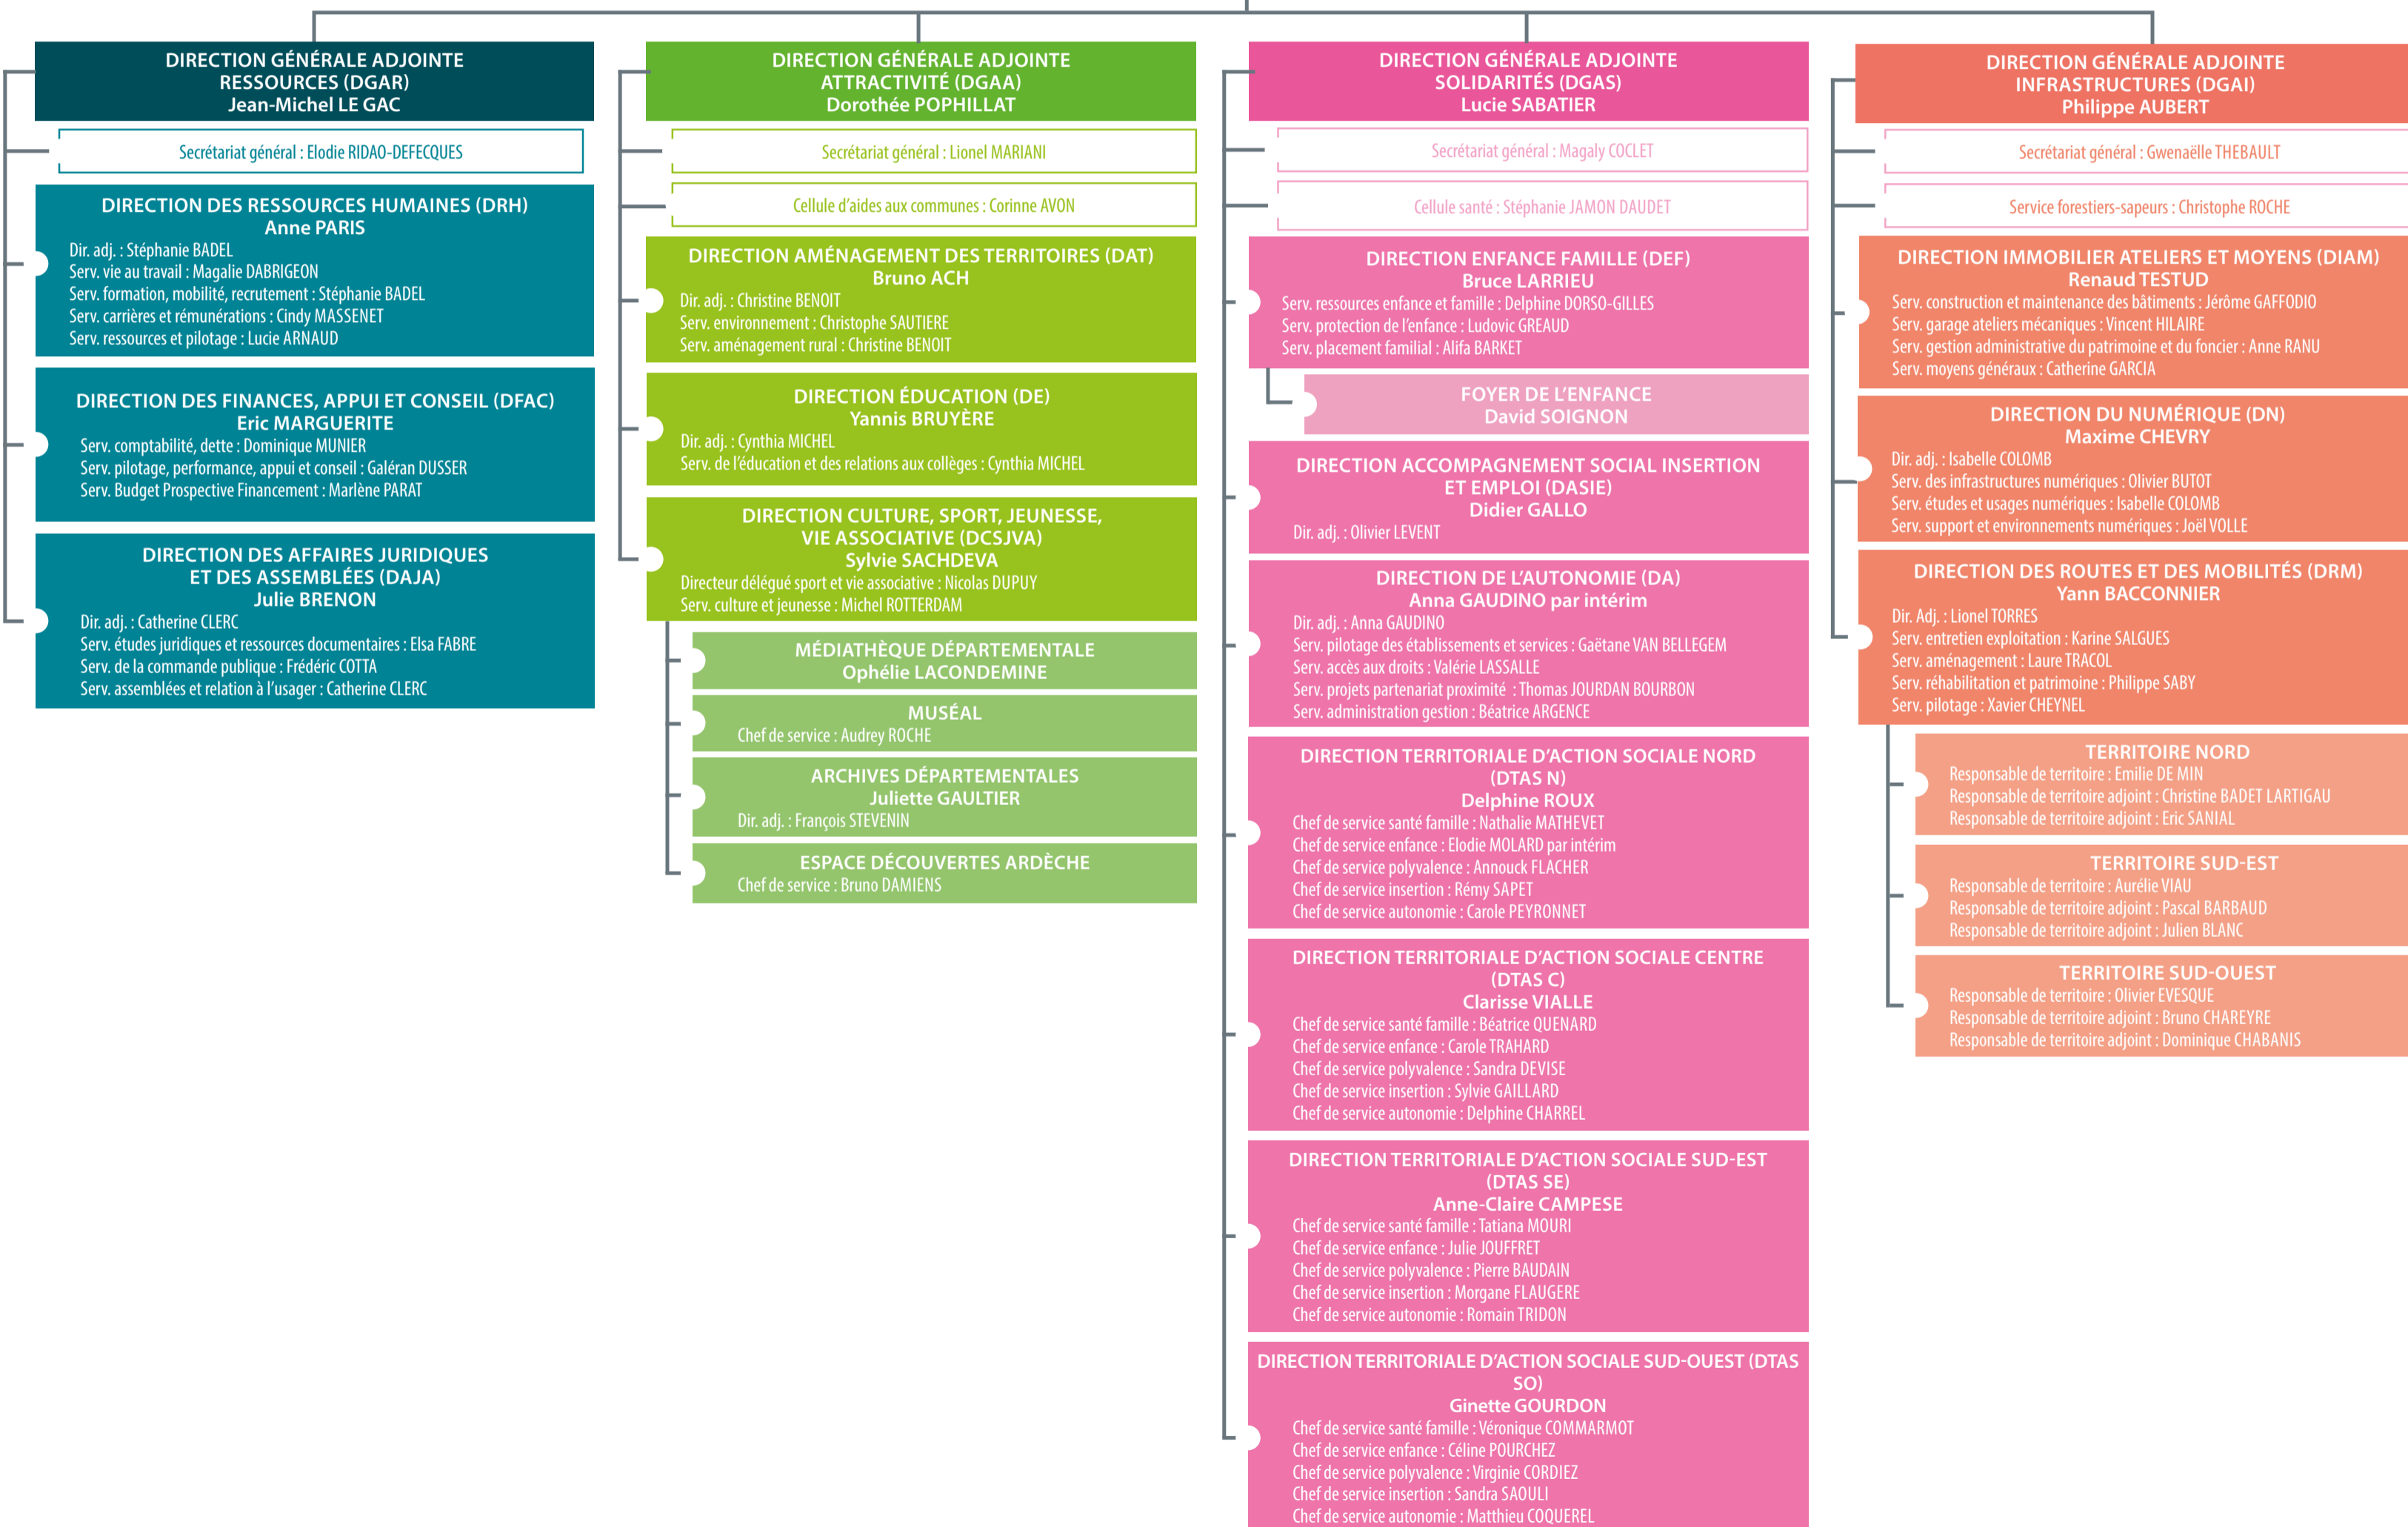 DIRECTION GÉNÉRALE ADJOINTE
RESSOURCES (DGAR)
Jean-Michel LE GAC
Secrétariat général : Elodie RIDAO-DEFECQUES
DIRECTION DES RESSOURCES HUMAINES (DRH)
Anne PARIS
Dir. adj. : Stéphanie BADEL
Serv. vie au travail : Magalie DABRIGEON
Serv. formation, mobilité, recrutement : Stéphanie BADEL
Serv. carrières et rémunérations : Cindy MASSENET
Serv. ressources et pilotage : Lucie ARNAUD
DIRECTION DES FINANCES, APPUI ET CONSEIL (DFAC)
Eric MARGUERITE
Serv. comptabilité, dette : Dominique MUNIER
Serv. pilotage, performance, appui et conseil : Galéran DUSSER
Serv. Budget Prospective Financement : Marlène PARAT
DIRECTION DES AFFAIRES JURIDIQUES
ET DES ASSEMBLÉES (DAJA)
Julie BRENON
Dir. adj. : Catherine CLERC
Serv. études juridiques et ressources documentaires : Elsa FABRE
Serv. de la commande publique : Frédéric COTTA
Serv. assemblées et relation à l'usager : Catherine CLERC
DIRECTION GÉNÉRALE ADJOINTE
ATTRACTIVITÉ (DGAA)
Dorothée POPHILLAT
Secrétariat général : Lionel MARIANI
Cellule d'aides aux communes : Corinne AVON
DIRECTION AMÉNAGEMENT DES TERRITOIRES (DAT)
Bruno ACH
Dir. adj. : Christine BENOIT
Serv. environnement : Christophe SAUTIERE
Serv. aménagement rural : Christine BENOIT
DIRECTION ÉDUCATION (DE)
Yannis BRUYÈRE
Dir. adj. : Cynthia MICHEL
Serv. de l'éducation et des relations aux collèges : Cynthia MICHEL
DIRECTION CULTURE, SPORT, JEUNESSE,
VIE ASSOCIATIVE (DCSJVA)
Sylvie SACHDEVA
Directeur délégué sport et vie associative : Nicolas DUPUY
Serv. culture et jeunesse : Michel ROTTERDAM
MÉDIATHÈQUE DÉPARTEMENTALE
Ophélie LACONDEMINE
MUSÉAL
Chef de service : Audrey ROCHE
ARCHIVES DÉPARTEMENTALES
Juliette GAULTIER
Dir. adj. : François STEVENIN
ESPACE DÉCOUVERTES ARDÈCHE
Chef de service : Bruno DAMIENS
DIRECTION GÉNÉRALE ADJOINTE
SOLIDARITÉS (DGAS)
Lucie SABATIER
Secrétariat général : Magaly COCLET
Cellule santé : Stéphanie JAMON DAUDET
DIRECTION ENFANCE FAMILLE (DEF)
Bruce LARRIEU
Serv. ressources enfance et famille : Delphine DORSO-GILLES
Serv. protection de l'enfance : Ludovic GREAUD
Serv. placement familial : Alifa BARKET
FOYER DE L'ENFANCE
David SOIGNON
DIRECTION ACCOMPAGNEMENT SOCIAL INSERTION
ET EMPLOI (DASIE)
Didier GALLO
Dir. adj. : Olivier LEVENT
DIRECTION DE L'AUTONOMIE (DA)
Anna GAUDINO par intérim
Dir. adj. : Anna GAUDINO
Serv. pilotage des établissements et services : Gaëtane VAN BELLEGEM
Serv. accès aux droits : Valérie LASSALLE
Serv. projets partenariat proximité : Thomas JOURDAN BOURBON
Serv. administration gestion : Béatrice ARGENCE
DIRECTION TERRITORIALE D'ACTION SOCIALE NORD
(DTAS N)
Delphine ROUX
Chef de service santé famille : Nathalie MATHEVET
Chef de service enfance : Elodie MOLARD par intérim
Chef de service polyvalence : Annouck FLACHER
Chef de service insertion : Rémy SAPET
Chef de service autonomie : Carole PEYRONNET
DIRECTION TERRITORIALE D'ACTION SOCIALE CENTRE
(DTAS C)
Clarisse VIALLE
Chef de service santé famille : Béatrice QUENARD
Chef de service enfance : Carole TRAHARD
Chef de service polyvalence : Sandra DEVISE
Chef de service insertion : Sylvie GAILLARD
Chef de service autonomie : Delphine CHARREL
DIRECTION TERRITORIALE D'ACTION SOCIALE SUD-EST
(DTAS SE)
Anne-Claire CAMPESE
Chef de service santé famille : Tatiana MOURI
Chef de service enfance : Julie JOUFFRET
Chef de service polyvalence : Pierre BAUDAIN
Chef de service insertion : Morgane FLAUGERE
Chef de service autonomie : Romain TRIDON
DIRECTION TERRITORIALE D'ACTION SOCIALE SUD-OUEST (DTAS
SO)
Ginette GOURDON
Chef de service santé famille : Véronique COMMARMOT
Chef de service enfance : Céline POURCHEZ
Chef de service polyvalence : Virginie CORDIEZ
Chef de service insertion : Sandra SAOULI
Chef de service autonomie : Matthieu COQUEREL
DIRECTION GÉNÉRALE ADJOINTE
INFRASTRUCTURES (DGAI)
Philippe AUBERT
Secrétariat général : Gwenaëlle THEBAULT
Service forestiers-sapeurs : Christophe ROCHE
DIRECTION IMMOBILIER ATELIERS ET MOYENS (DIAM)
Renaud TESTUD
Serv. construction et maintenance des bâtiments : Jérôme GAFFODIO
Serv. garage ateliers mécaniques : Vincent HILAIRE
Serv. gestion administrative du patrimoine et du foncier : Anne RANU
Serv. moyens généraux : Catherine GARCIA
DIRECTION DU NUMÉRIQUE (DN)
Maxime CHEVRY
Dir. adj. : Isabelle COLOMB
Serv. des infrastructures numériques : Olivier BUTOT
Serv. études et usages numériques : Isabelle COLOMB
Serv. support et environnements numériques : Joël VOLLE
DIRECTION DES ROUTES ET DES MOBILITÉS (DRM)
Yann BACCONNIER
Dir. Adj. : Lionel TORRES
Serv. entretien exploitation : Karine SALGUES
Serv. aménagement : Laure TRACOL
Serv. réhabilitation et patrimoine : Philippe SABY
Serv. pilotage : Xavier CHEYNEL
TERRITOIRE NORD
Responsable de territoire : Emilie DE MIN
Responsable de territoire adjoint : Christine BADET LARTIGAU
Responsable de territoire adjoint : Eric SANIAL
TERRITOIRE SUD-EST
Responsable de territoire : Aurélie VIAU
Responsable de territoire adjoint : Pascal BARBAUD
Responsable de territoire adjoint : Julien BLANC
TERRITOIRE SUD-OUEST
Responsable de territoire : Olivier EVESQUE
Responsable de territoire adjoint : Bruno CHAREYRE
Responsable de territoire adjoint : Dominique CHABANIS